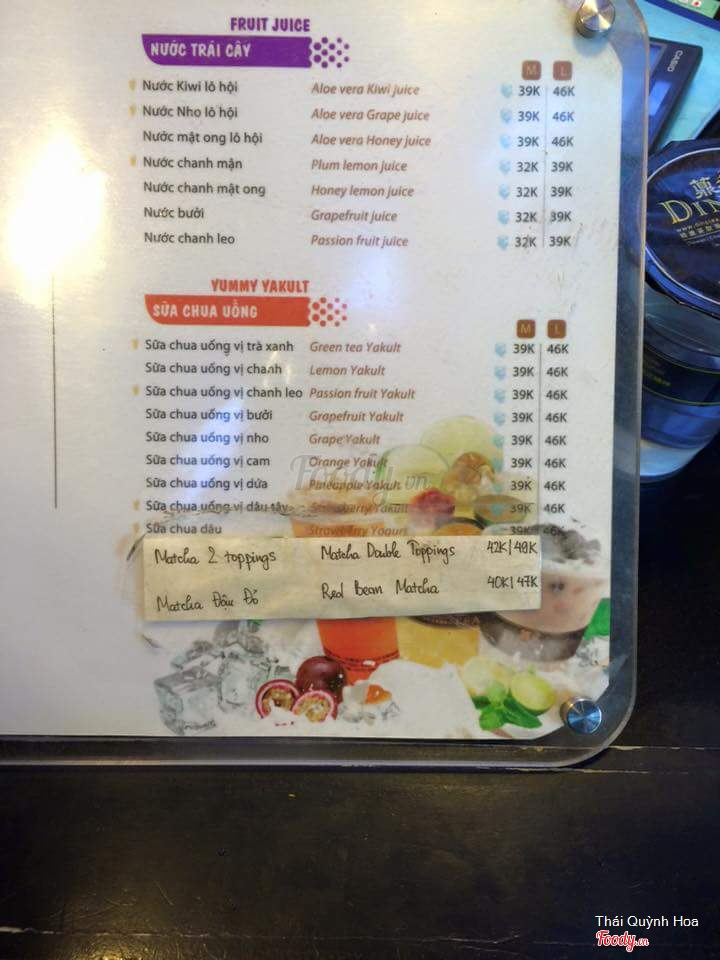 FRUIT JUICE
NƯỚC TRÁI CÂY
M L
Nước Kiwi lô hội Aloe vera Kiwi juice 39K 46K
Nước Nho lô hội Aloe vera Grape juice 39K 46K
Nước mật ong lô hội Aloe vera Honey juice 39K 46K
Nước chanh mận Plum lemon juice 32K 39K
Nước chanh mật ong Honey lemon juice 32K 39K
Nước bưởi Grapefruit juice 32K 39K
Nước chanh leo Passion fruit juice 32K 39K
YUMMY YAKULT
SỮA CHUA UỐNG
M L
Sữa chua uống vị trà xanh Green tea Yakult 39K 46K
Sữa chua uống vị chanh Lemon Yakult 39K 46K
Sữa chua uống vị chanh leo Passion fruit Yakult 39K 46K
Sữa chua uống vị bưởi Grapefruit Yakult 39K 46K
Sữa chua uống vị nho Grape Yakult 39K 46K
Sữa chua uống vị cam Orange Yakult 39K 46K
Sữa chua uống vị dứa Pineapple Yakult 39K 46K
Sữa chua uống vị dâu tây Strawberry Yakult 39K 46K
Sữa chua dâu Strawberry Yogurt 39K 46K
Matcha 2 toppings Matcha Double Toppings 42K/49K
Matcha Đậu Đỏ Red Bean Matcha 40K/47K
CASIO
Foody.vn
Thái Quỳnh Hoa
Foody.vn